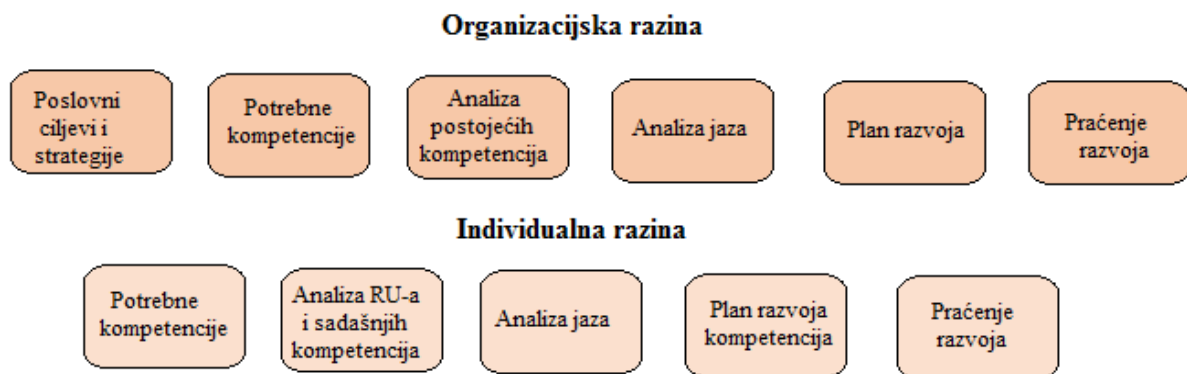 Organizacijska razina
Poslovni
ciljevi i
strategije
Potrebne
kompetencije
Analiza
postojećih
kompetencija
Analiza jaza
Plan razvoja
Praćenje
razvoja
Individualna razina
Potrebne
kompetencije
Analiza RU-a
i sadašnjih
kompetencija
Analiza jaza
Plan razvoja
kompetencija
Praćenje
razvoja